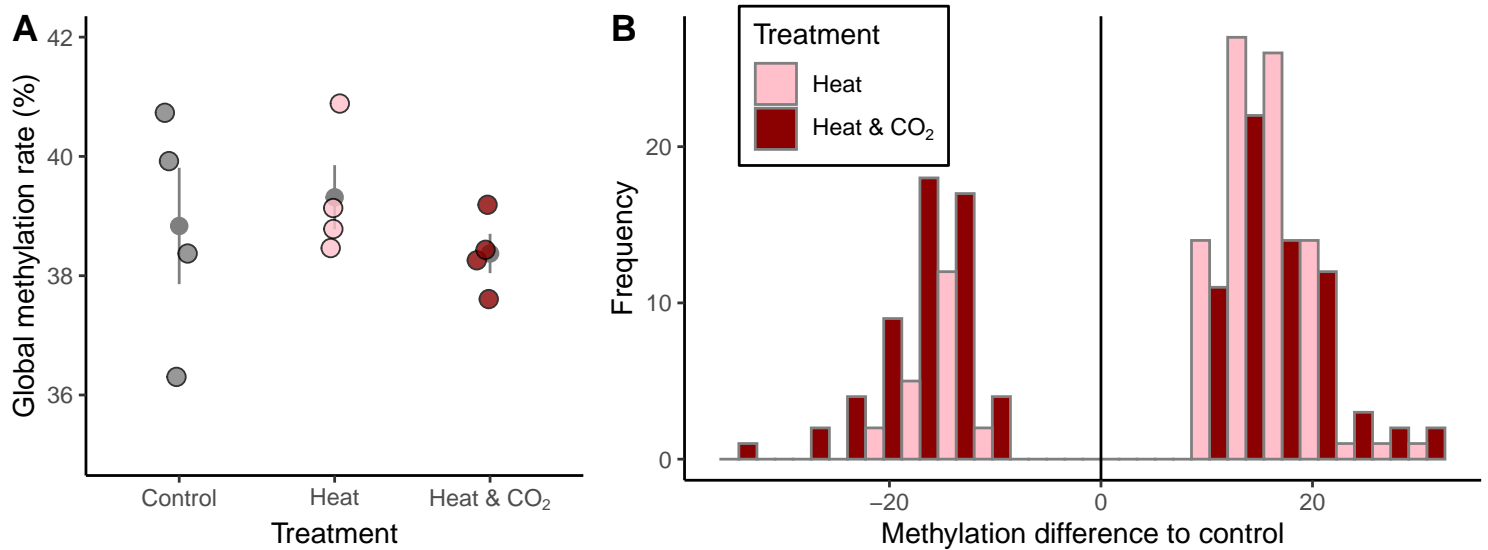 A
Global methylation rate (%)
42
40
38
36
Control
Heat
Heat & CO₂
Treatment
B
Treatment
Heat
Heat & CO₂
Frequency
20
10
0
−20
0
20
Methylation difference to control